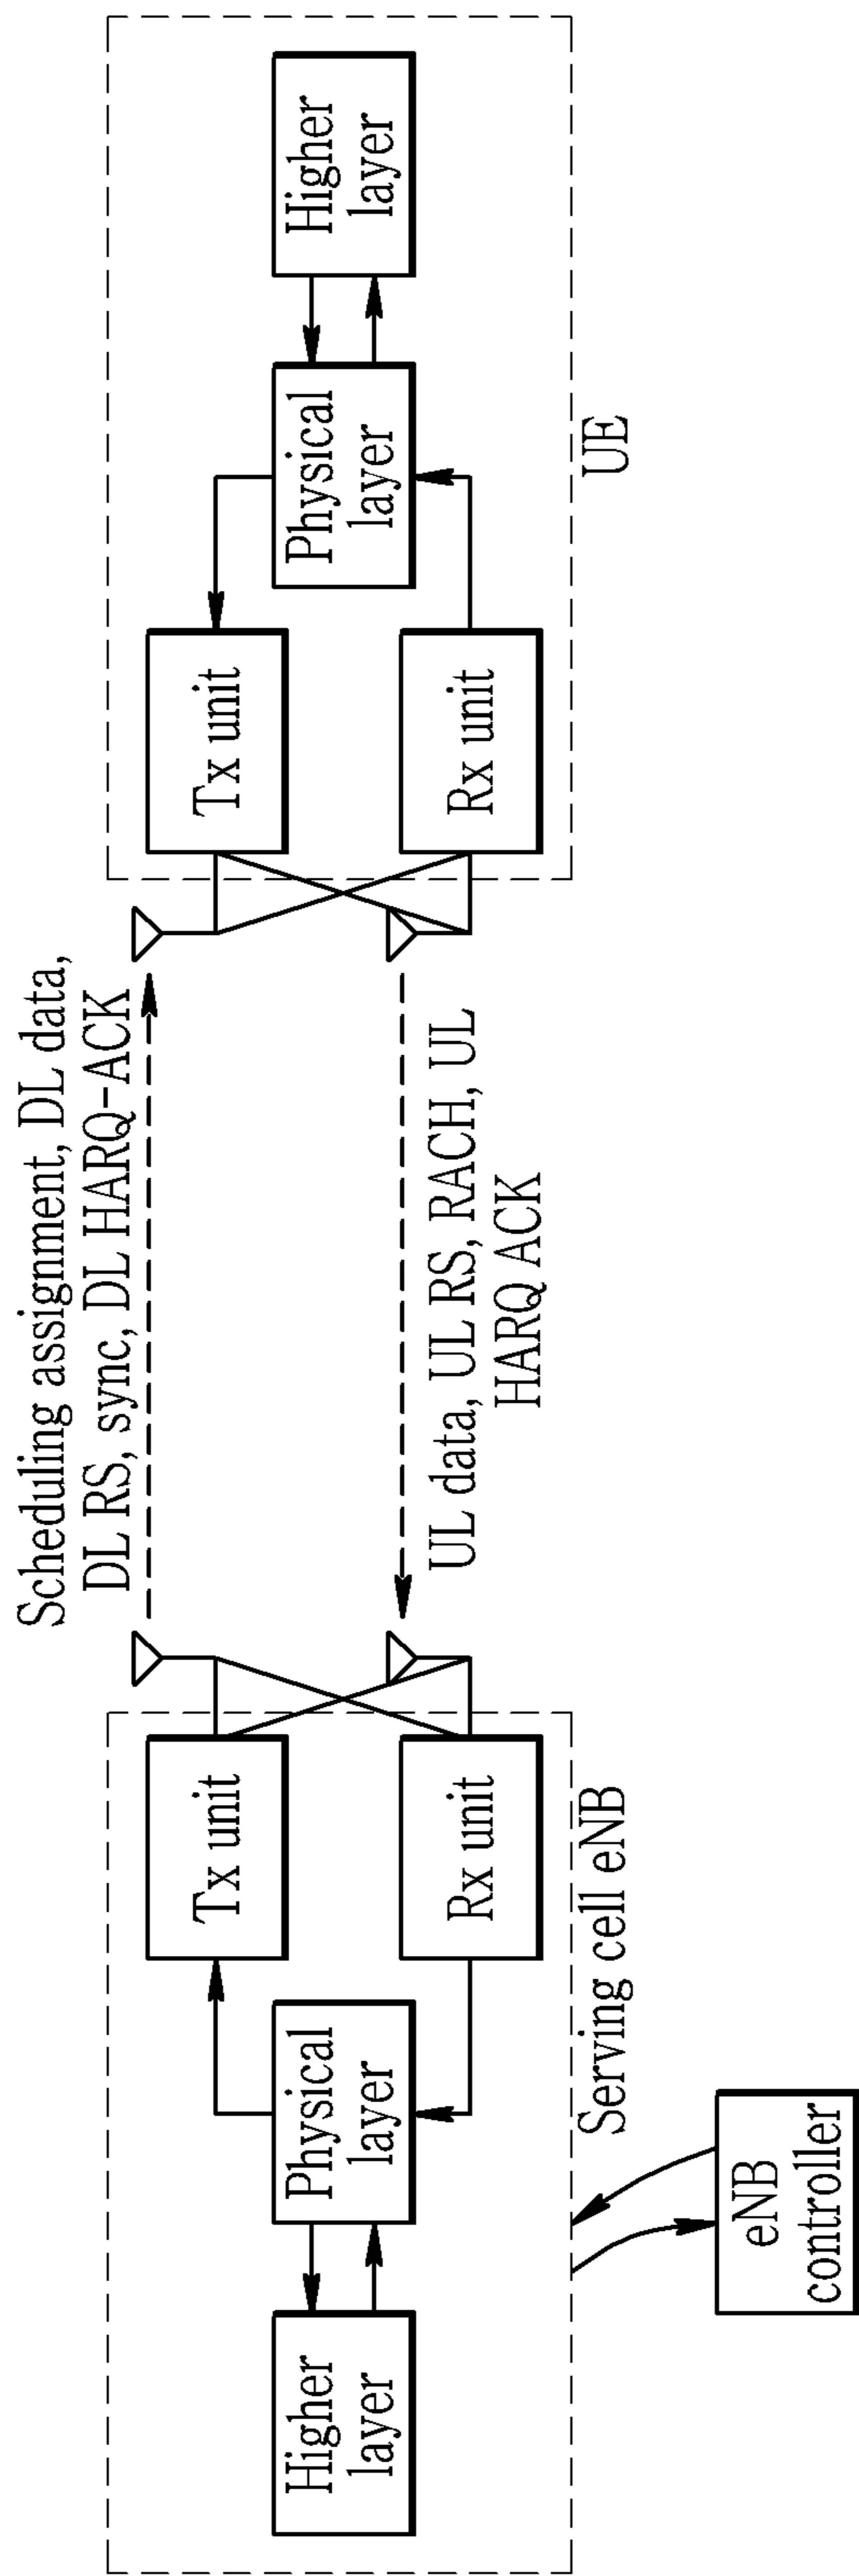 Scheduling assignment, DL data,
DL RS, sync, DL HARQ-ACK
Higher
layer
Physical
layer
Tx unit
Rx unit
Serving cell eNB
eNB
controller
UL data, UL RS, RACH, UL
HARQ ACK
Tx unit
Rx unit
Physical
layer
Higher
layer
UE